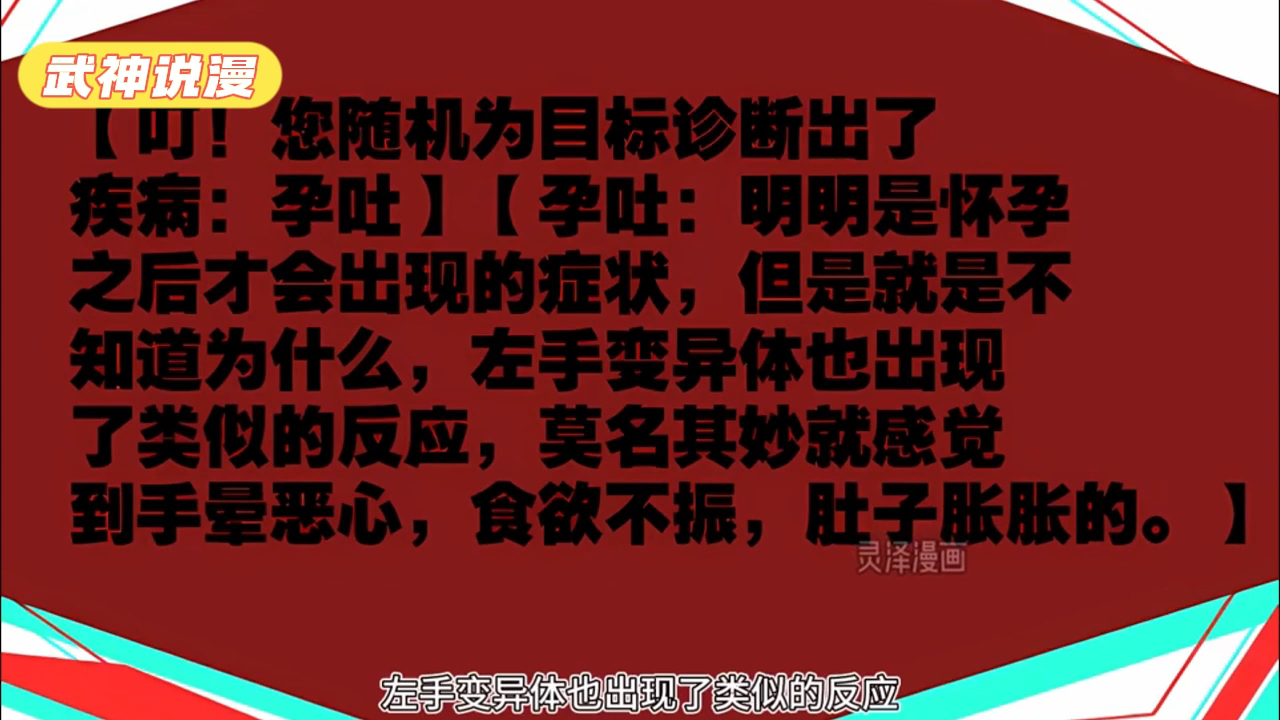 武神说漫
【叮！您随机为目标诊断出了
疾病：孕吐】【孕吐：明明是怀孕
之后才会出现的症状，但是就是不
知道为什么，左手变异体也出现
了类似的反应，莫名其妙就感觉
到手晕恶心，食欲不振，肚子胀胀的。】
灵泽漫画
左手变异体也出现了类似的反应